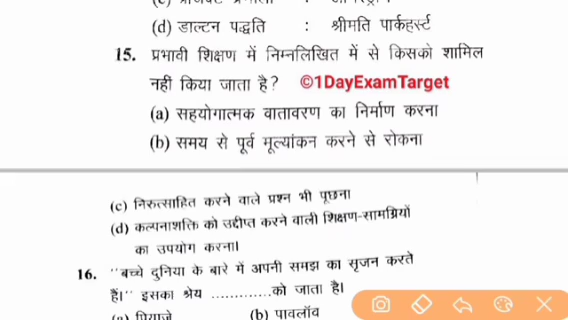 (d) डाल्टन पद्धति : श्रीमति पार्कहर्स्ट
15. प्रभावी शिक्षण में निम्नलिखित में से किसको शामिल
नहीं किया जाता है? ©1DayExamTarget
(a) सहयोगात्मक वातावरण का निर्माण करना
(b) समय से पूर्व मूल्यांकन करने से रोकना
(c) निरुत्साहित करने वाले प्रश्न भी पूछना
(d) कल्पनाशक्ति को उद्दीप्त करने वाली शिक्षण-सामग्रियों
का उपयोग करना।
16. ''बच्चे दुनिया के बारे में अपनी समझ का सृजन करते
हैं।'' इसका श्रेय .............को जाता है।
(a) पियाजे (b) पावलॉव